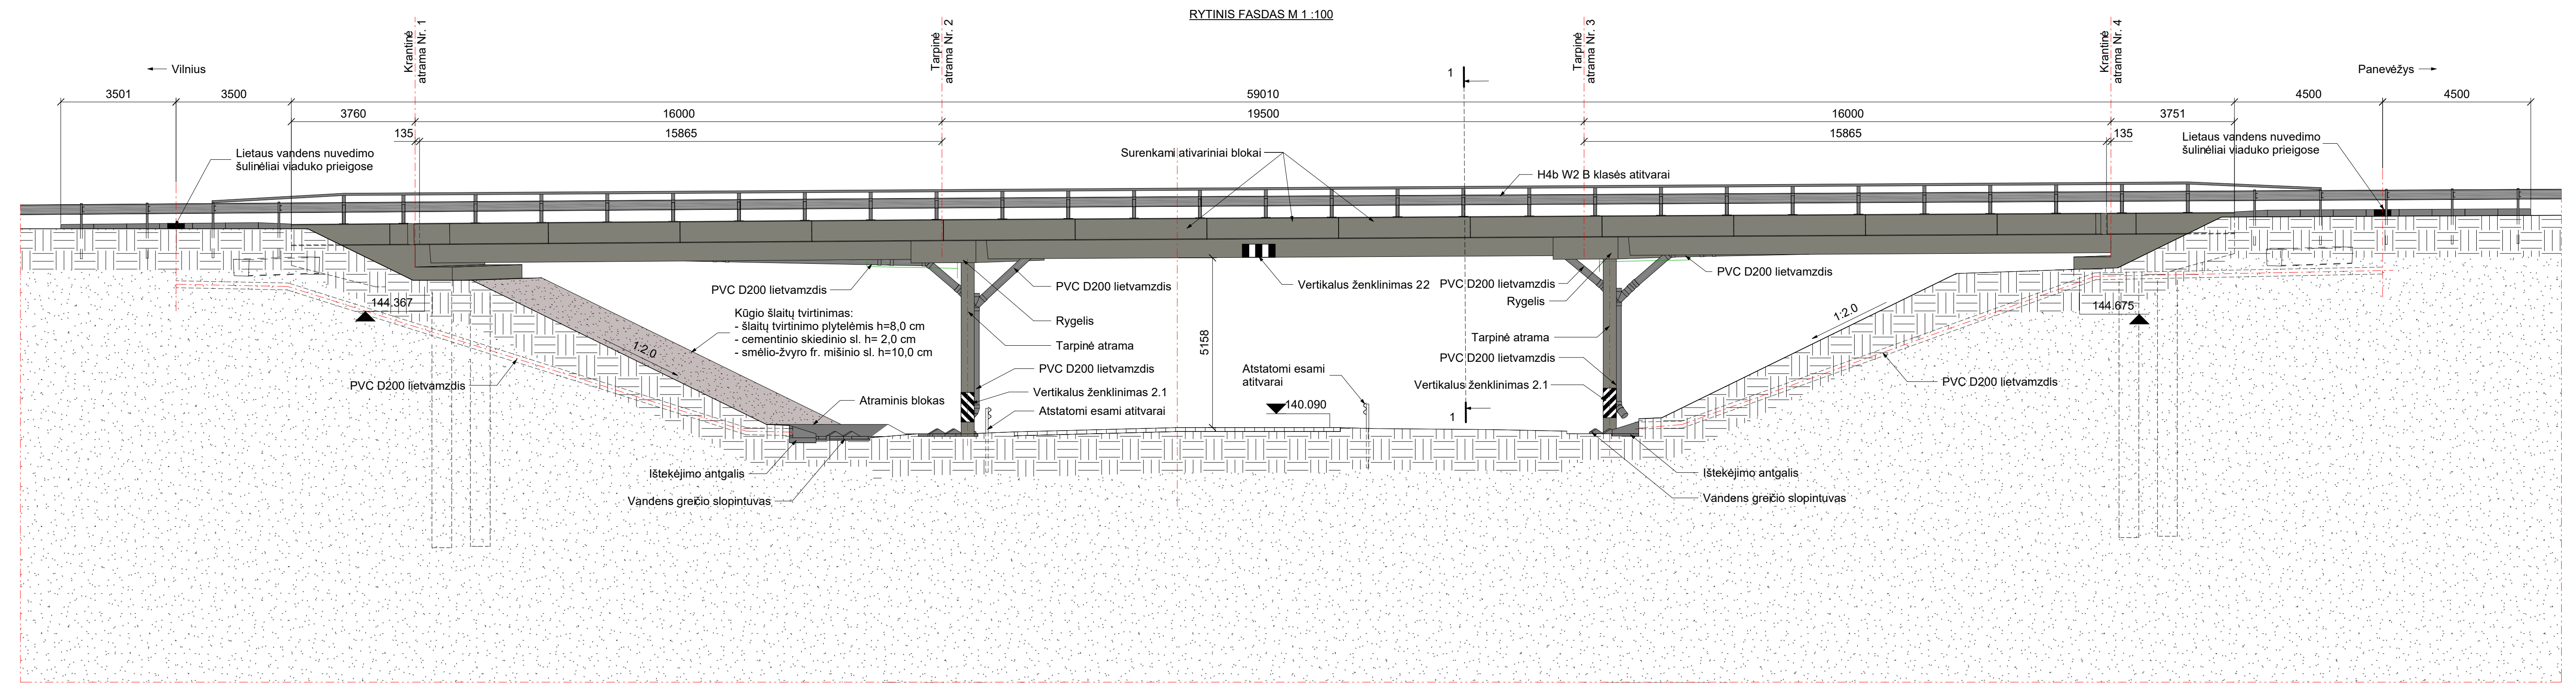 RYTINIS FASDAS M 1 :100
Krantinė
atrama Nr. 1
Tarpinė
atrama Nr. 2
Tarpinė
atrama Nr. 3
Krantinė
atrama Nr. 4
Vilnius
1
Panevėžys
3501
3500
59010
4500
4500
3760
16000
19500
16000
3751
135
15865
15865
135
Lietaus vandens nuvedimo
šulinėliai viaduko prieigose
Surenkami ativariniai blokai
Lietaus vandens nuvedimo
šulinėliai viaduko prieigose
H4b W2 B klasės atitvarai
PVC D200 lietvamzdis
PVC D200 lietvamzdis
Vertikalus ženklinimas 22
PVC D200 lietvamzdis
PVC D200 lietvamzdis
144.367
Rygelis
144.675
Kūgio šlaitų tvirtinimas:
- šlaitų tvirtinimo plytelėmis h=8,0 cm
- cementinio skiedinio sl. h= 2,0 cm
- smėlio-žvyro fr. mišinio sl. h=10,0 cm
1:2.0
Rygelis
Tarpinė atrama
5158
Tarpinė atrama
1:2.0
PVC D200 lietvamzdis
PVC D200 lietvamzdis
Vertikalus ženklinimas 2.1
Atstatomi esami atitvarai
Atstatomi esami
atitvarai
PVC D200 lietvamzdis
Vertikalus ženklinimas 2.1
PVC D200 lietvamzdis
Atraminis blokas
140.090
1
Ištekėjimo antgalis
Vandens greičio slopintuvas
Ištekėjimo antgalis
Vandens greičio slopintuvas